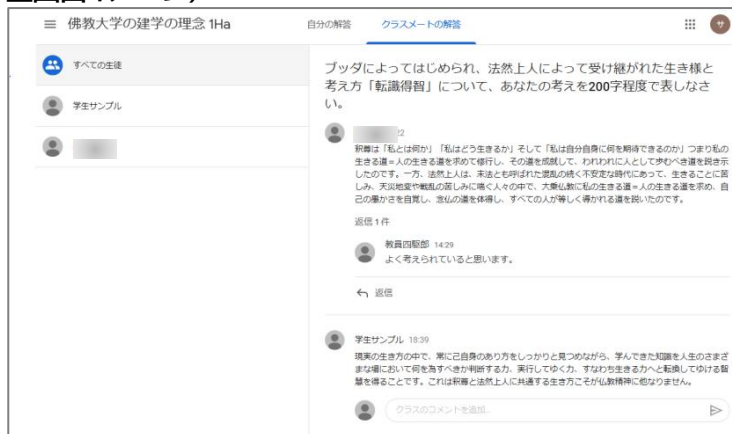 佛教大学の建学の理念 1Ha
自分の解答
クラスメートの解答
サ
すべての生徒
学生サンプル
ブッダによってはじめられ、法然上人によって受け継がれた生き様と
考え方「転識得智」について、あなたの考えを200字程度で表しなさ
い。
釈尊は「私とは何か」「私はどう生きるか」そして「私は自分自身に何を期待できるのか」つまり私の
生きる道＝人の生きる道を求めて修行し、その道を成就して、われわれに人として歩むべき道を説き示
したのです。一方、法然上人は、末法とも呼ばれた混乱の続く不安定な時代にあって、生きることに苦
しみ、天災地変や戦乱の苦しみに喘ぐ人々の中で、大乗仏教に私の生きる道＝人の生きる道を求め、自
己の愚かさを自覚し、念仏の道を体得し、すべての人が等しく導かれる道を説いたのです。
返信 1 件
教員四駆郎 14:29
よく考えられていると思います。
返信
学生サンプル 18:39
現実の生き方の中で、常に己自身のあり方をしっかりと見つめながら、学んできた知識を人生のさまざ
まな場において何を為すべきか判断する力、実行してゆく力、すなわち生きる力へと転換してゆける智
慧を得ることです。これは釈尊と法然上人に共通する生き方こそが仏教精神に他なりません。
クラスのコメントを追加...